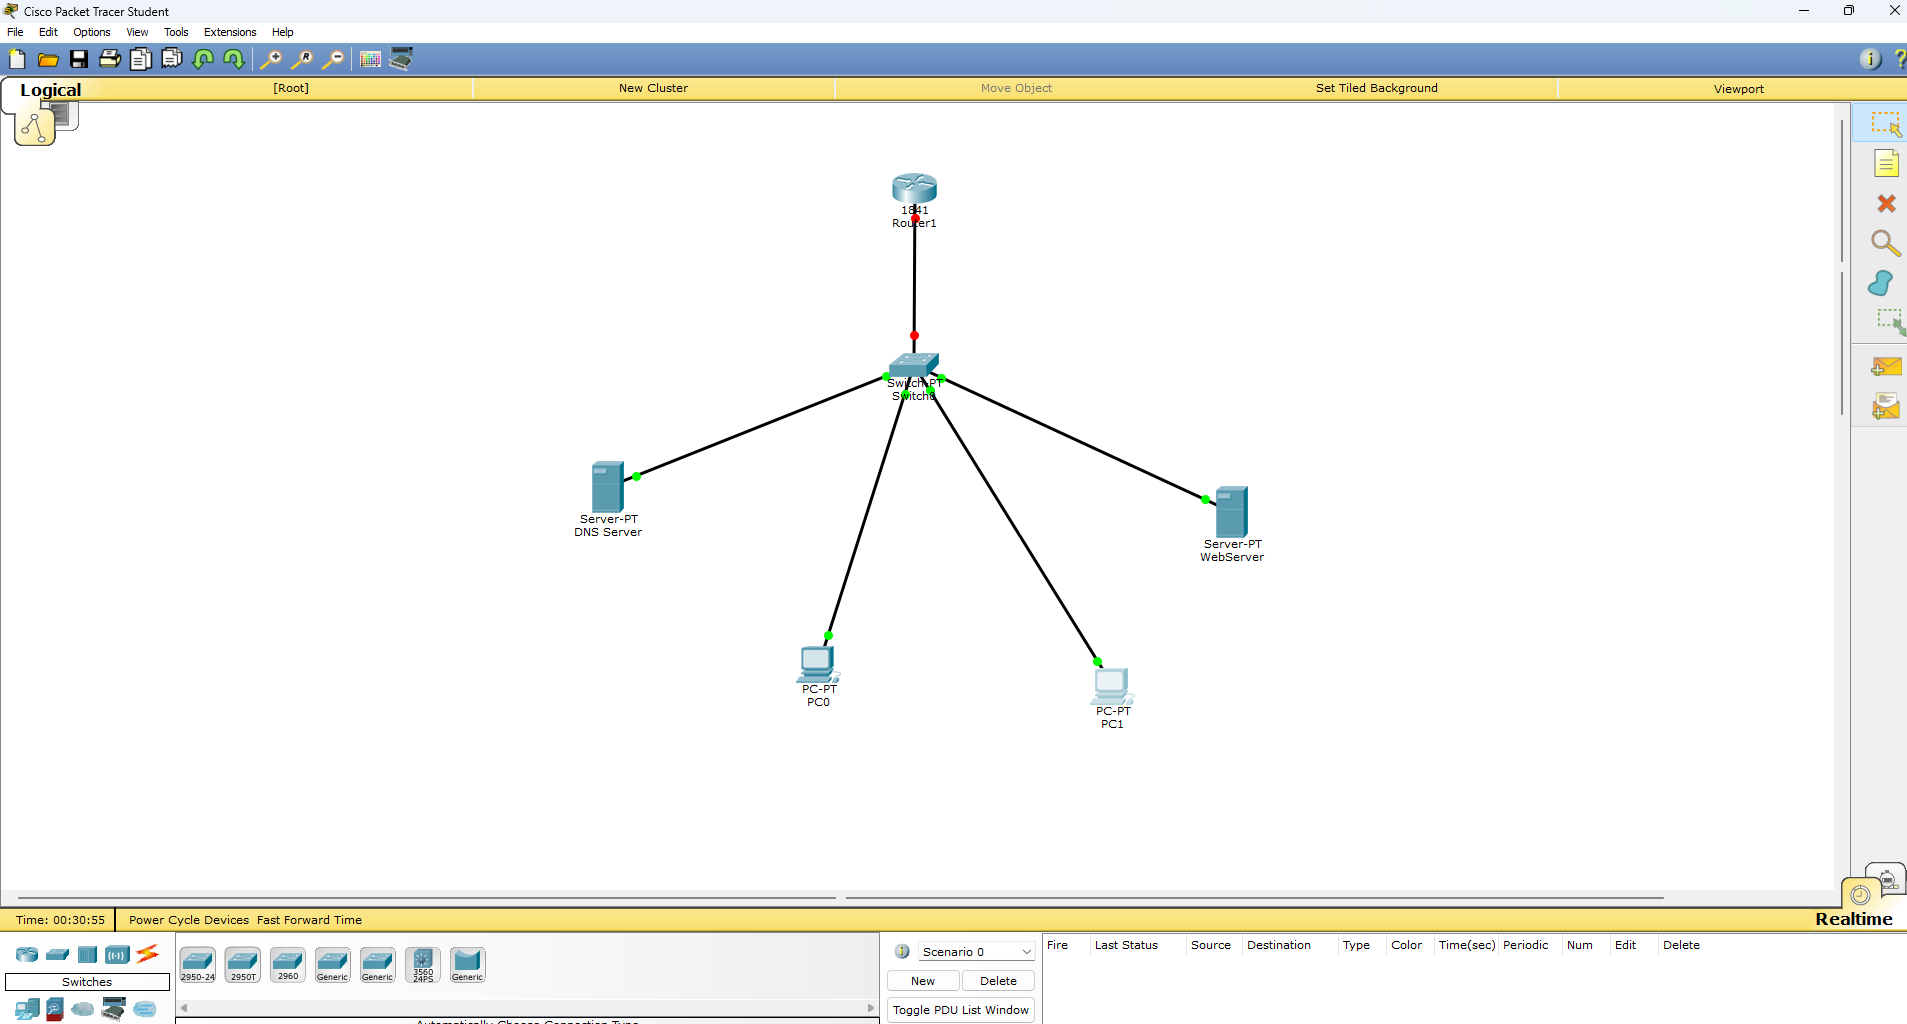 Cisco Packet Tracer Student
File Edit Options View Tools Extensions Help
Logical [Root] New Cluster Move Object Set Tiled Background Viewport
1841
Router1
Switch-PT
Switch0
Server-PT
DNS Server
Server-PT
WebServer
PC-PT
PC0
PC-PT
PC1
Time: 00:30:55 Power Cycle Devices Fast Forward Time Realtime
Switches
2950-24 2950T 2960 Generic Generic 3560 24PS Generic
Automatically Choose Connection Type
Scenario 0
New Delete
Toggle PDU List Window
Fire Last Status Source Destination Type Color Time(sec) Periodic Num Edit Delete